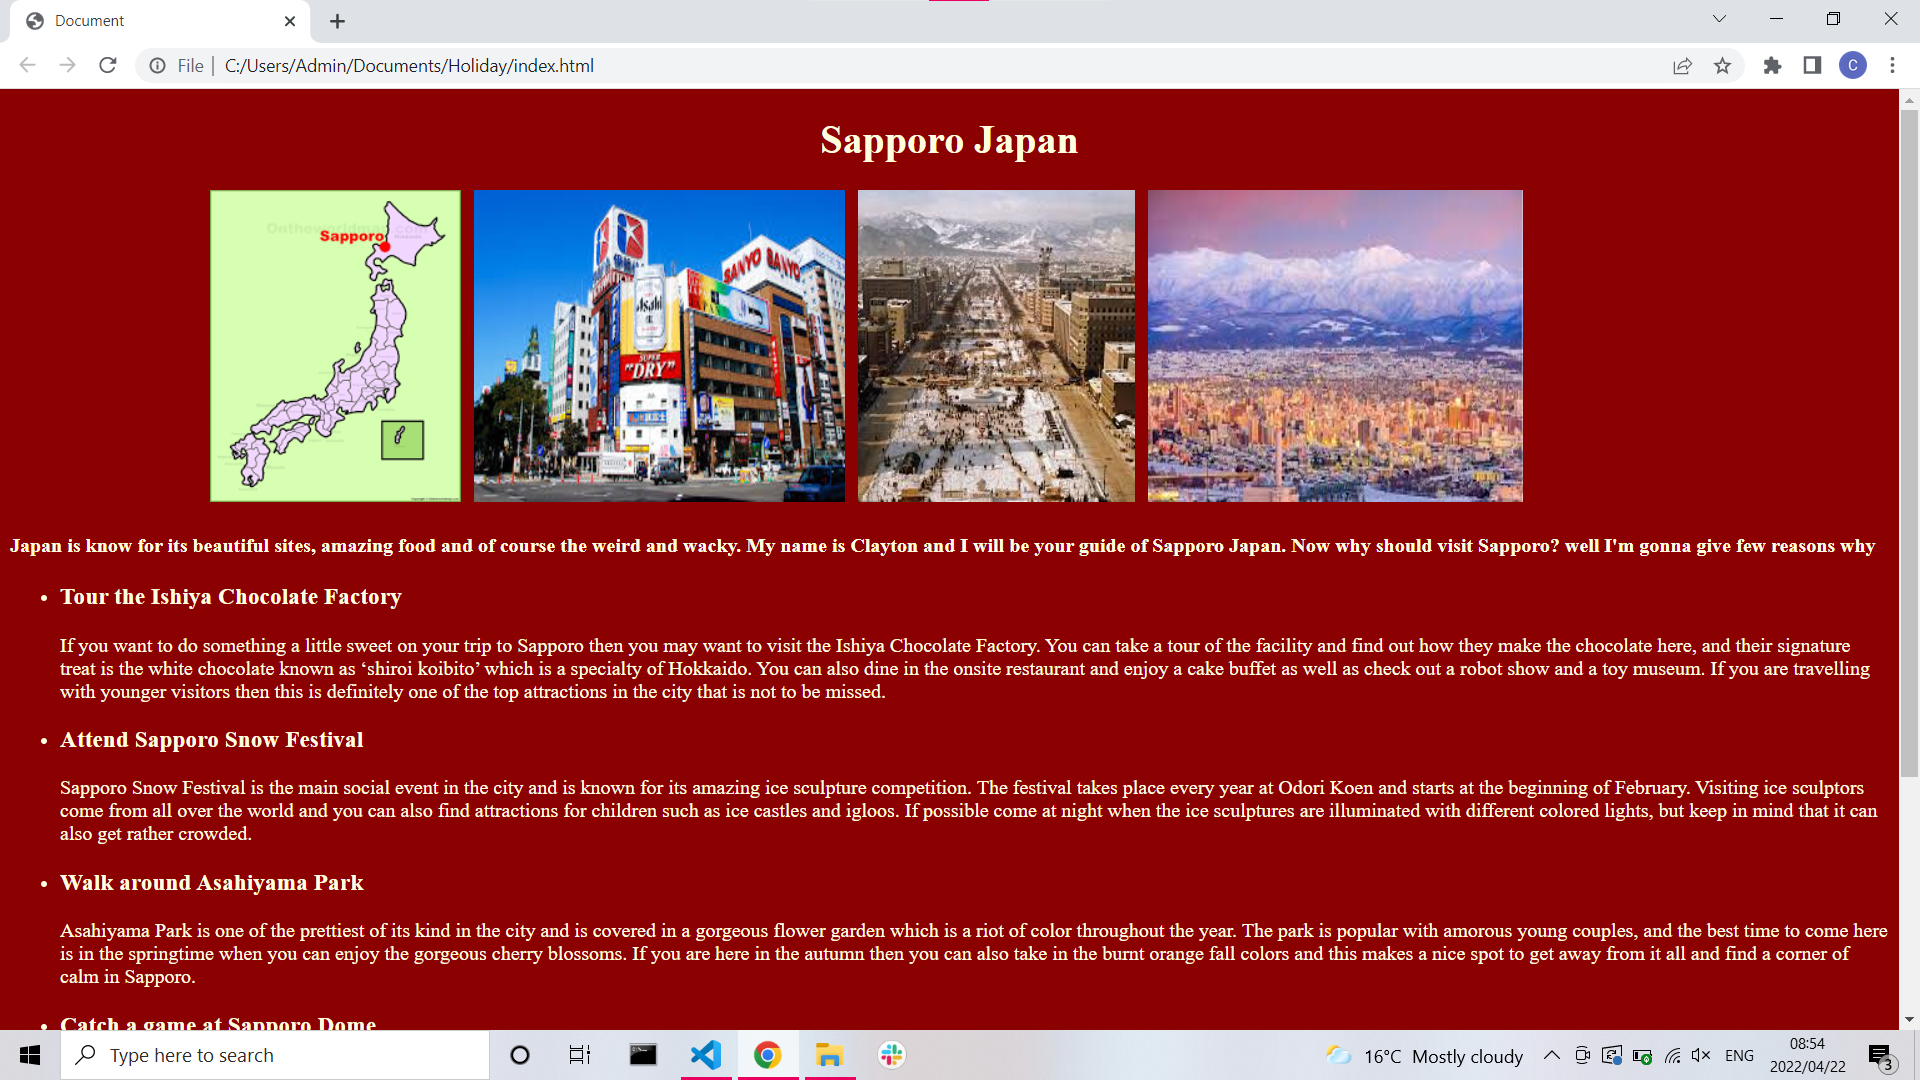 Document
File | C:/Users/Admin/Documents/Holiday/index.html
C
Sapporo Japan
Ontheworldmap.com
Sapporo
SANYO SANYO
Asahi
SUPER
"DRY"
Japan is know for its beautiful sites, amazing food and of course the weird and wacky. My name is Clayton and I will be your guide of Sapporo Japan. Now why should visit Sapporo? well I'm gonna give few reasons why
• Tour the Ishiya Chocolate Factory
If you want to do something a little sweet on your trip to Sapporo then you may want to visit the Ishiya Chocolate Factory. You can take a tour of the facility and find out how they make the chocolate here, and their signature
treat is the white chocolate known as ‘shiroi koibito’ which is a specialty of Hokkaido. You can also dine in the onsite restaurant and enjoy a cake buffet as well as check out a robot show and a toy museum. If you are travelling
with younger visitors then this is definitely one of the top attractions in the city that is not to be missed.
• Attend Sapporo Snow Festival
Sapporo Snow Festival is the main social event in the city and is known for its amazing ice sculpture competition. The festival takes place every year at Odori Koen and starts at the beginning of February. Visiting ice sculptors
come from all over the world and you can also find attractions for children such as ice castles and igloos. If possible come at night when the ice sculptures are illuminated with different colored lights, but keep in mind that it can
also get rather crowded.
• Walk around Asahiyama Park
Asahiyama Park is one of the prettiest of its kind in the city and is covered in a gorgeous flower garden which is a riot of color throughout the year. The park is popular with amorous young couples, and the best time to come here
is in the springtime when you can enjoy the gorgeous cherry blossoms. If you are here in the autumn then you can also take in the burnt orange fall colors and this makes a nice spot to get away from it all and find a corner of
calm in Sapporo.
• Catch a game at Sapporo Dome
Type here to search
16°C Mostly cloudy
ENG
08:54
2022/04/22
3